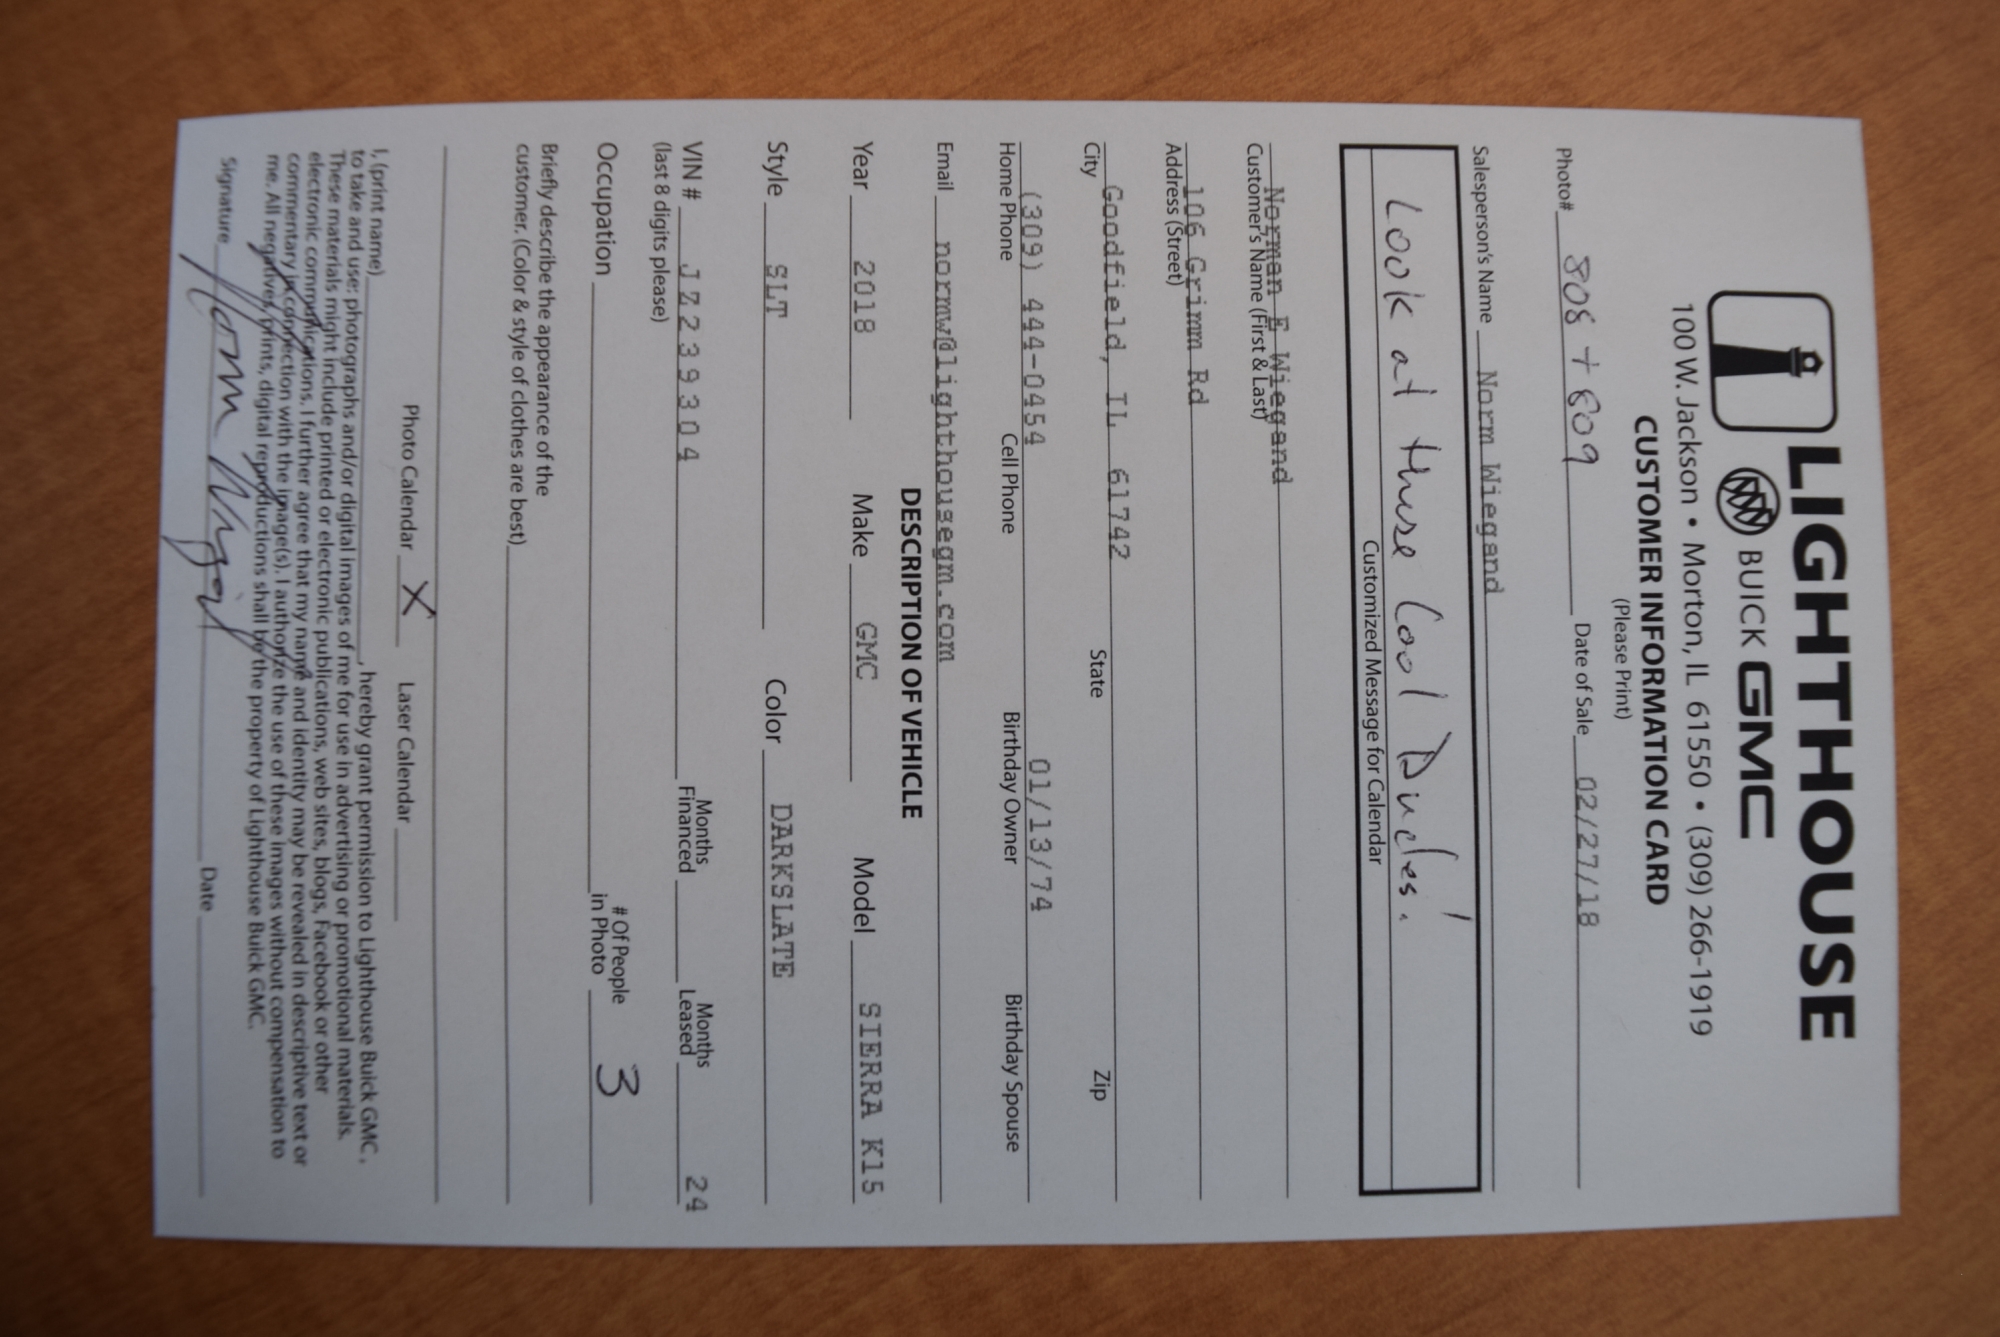 LIGHTHOUSE
BUICK GMC
100 W. Jackson • Morton, IL 61550 • (309) 266-1919
CUSTOMER INFORMATION CARD
(Please Print)
Photo# 808 + 809 Date of Sale 02/27/18
Salesperson's Name Norm Wiegand
Look at these Cool Dudes!
Customized Message for Calendar
Norman E Wiegand
Customer's Name (First & Last)
106 Grimm Rd
Address (Street)
Goodfield, IL 61742
City State Zip
(309) 444-0454 01/13/74
Home Phone Cell Phone Birthday Owner Birthday Spouse
Email normw@lighthousegm.com
DESCRIPTION OF VEHICLE
Year 2018 Make GMC Model SIERRA K15
Style SLT Color DARKSLATE
VIN # JZ239304 Months Financed Months Leased 24
(last 8 digits please)
Occupation # Of People in Photo 3
Briefly describe the appearance of the
customer. (Color & style of clothes are best)
Photo Calendar X Laser Calendar
I, (print name) , hereby grant permission to Lighthouse Buick GMC ,
to take and use: photographs and/or digital images of me for use in advertising or promotional materials.
These materials might include printed or electronic publications, web sites, blogs, Facebook or other
electronic communications. I further agree that my name and identity may be revealed in descriptive text or
commentary in connection with the image(s). I authorize the use of these images without compensation to
me. All negatives, prints, digital reproductions shall be the property of Lighthouse Buick GMC.
Signature Date